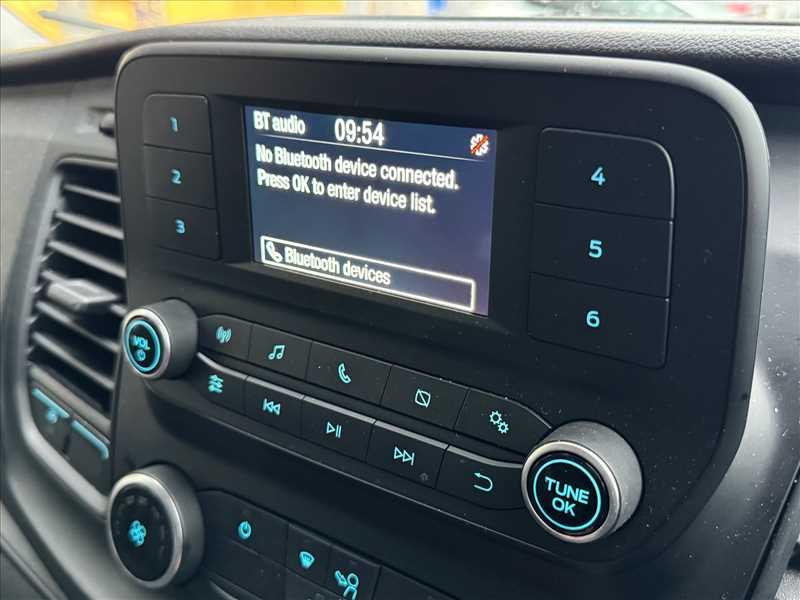 BT audio 09:54
No Bluetooth device connected.
Press OK to enter device list.
Bluetooth devices
1
2
3
4
5
6
VOL
TUNE
OK